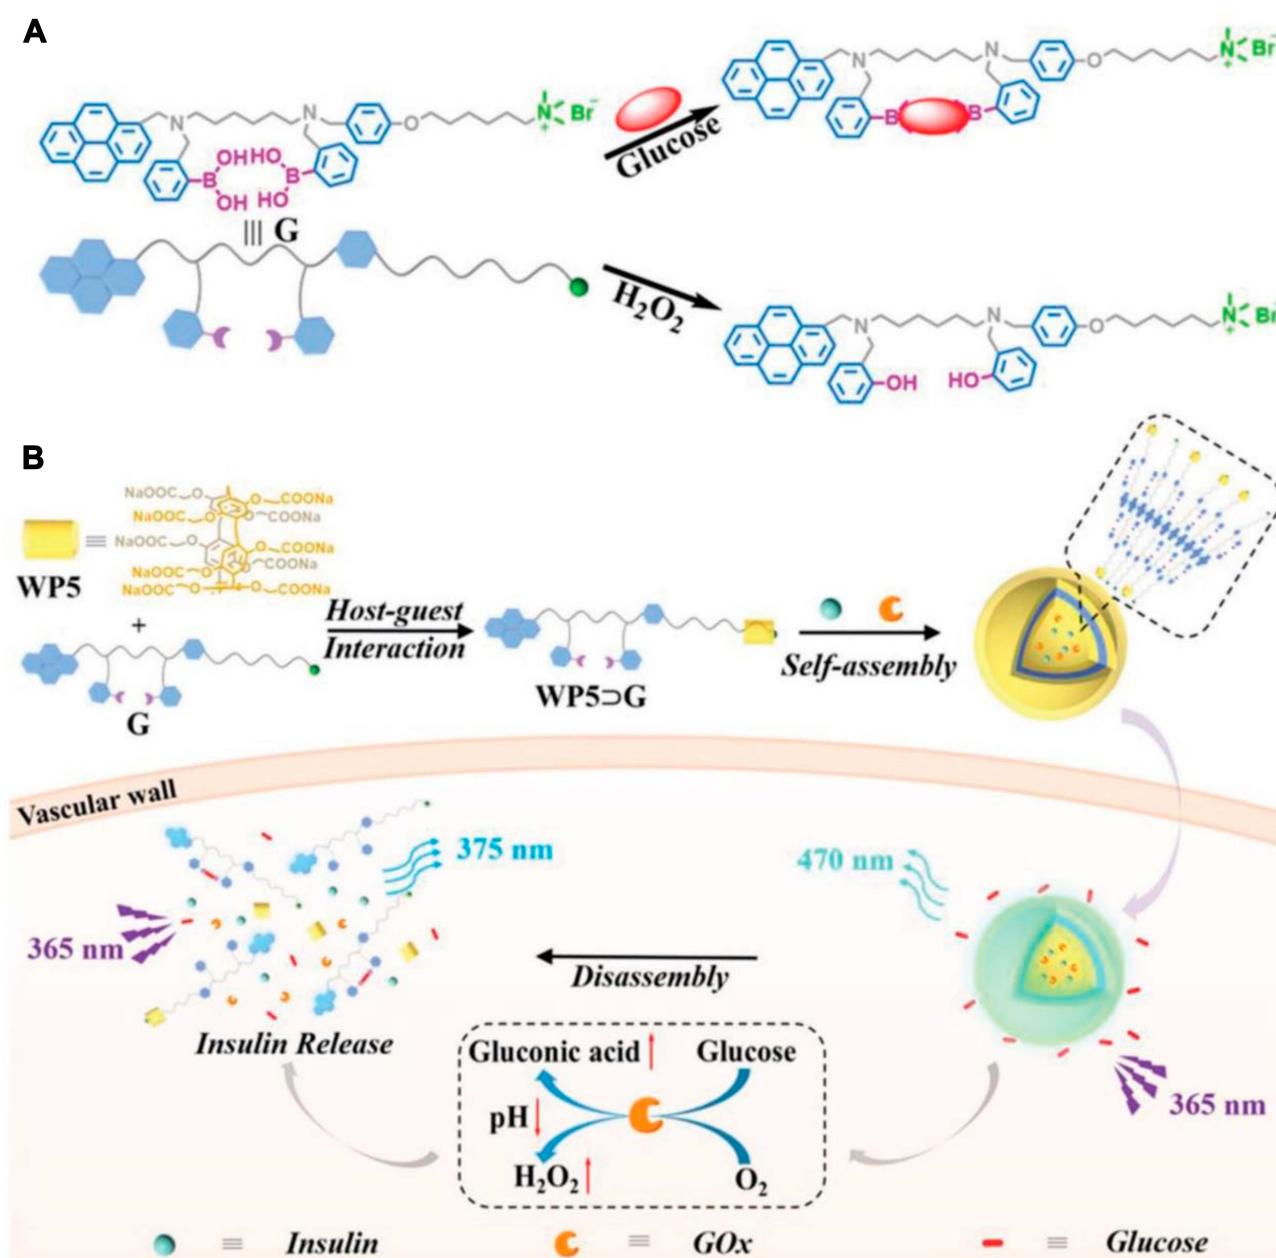 A
N
N
O
N
+
Br⁻
OH HO
B
B
OH HO
G
Glucose
N
N
O
N
+
Br⁻
B
B
H₂O₂
N
N
O
N
+
Br
OH
HO
B
WP5
NaOOC
O
O
COONa
NaOOC
O
O
COONa
NaOOC
O
O
COONa
NaOOC
O
O
COONa
NaOOC
O
O
COONa
+
G
Host-guest
Interaction
WP5⊃G
Self-assembly
Vascular wall
375 nm
470 nm
365 nm
Disassembly
Insulin Release
365 nm
Gluconic acid
Glucose
pH
H₂O₂
O₂
≡ Insulin
≡ GOx
≡ Glucose